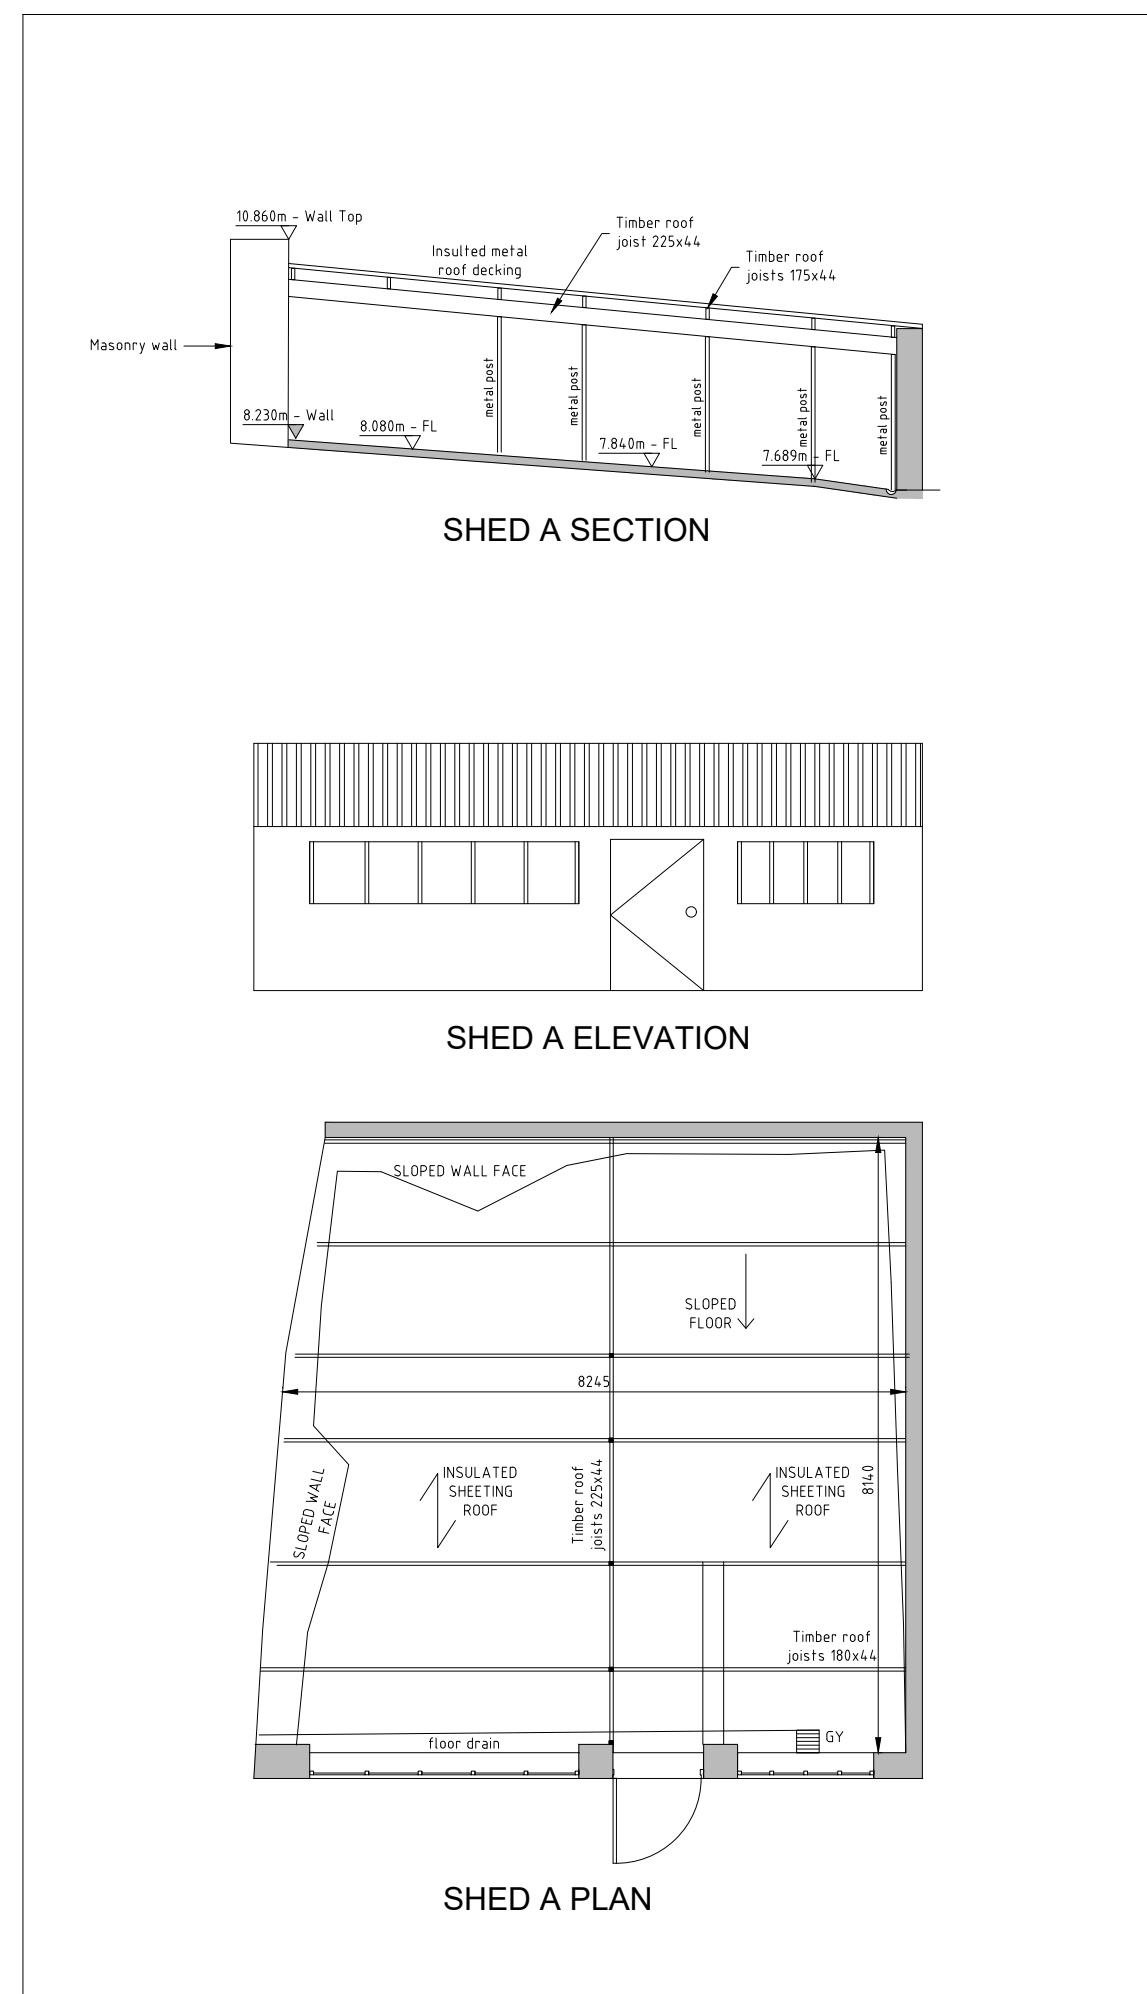 10.860m - Wall Top
Timber roof
joist 225x44
Insulted metal
roof decking
Timber roof
joists 175x44
Masonry wall
metal post
metal post
metal post
metal post
metal post
8.230m - Wall
8.080m - FL
7.840m - FL
7.689m - FL
SHED A SECTION
SHED A ELEVATION
SLOPED WALL FACE
SLOPED
FLOOR
8245
SLOPED WALL
FACE
INSULATED
SHEETING
ROOF
Timber roof
joists 225x44
INSULATED
SHEETING
ROOF
8140
Timber roof
joists 180x44
floor drain
GY
SHED A PLAN